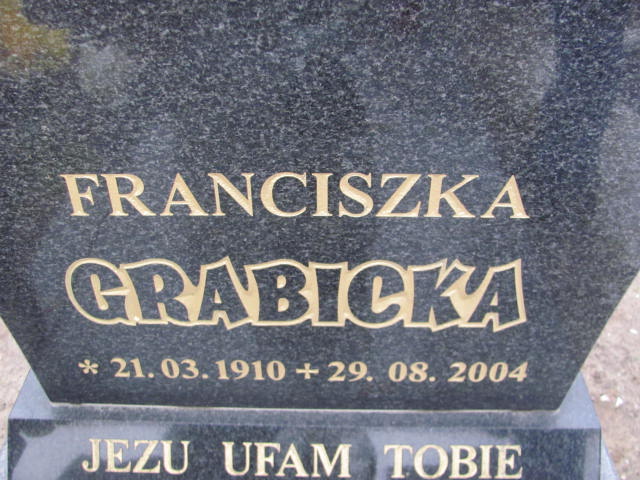 FRANCISZKA
GRABICKA
* 21.03.1910 + 29.08.2004
JEZU UFAM TOBIE